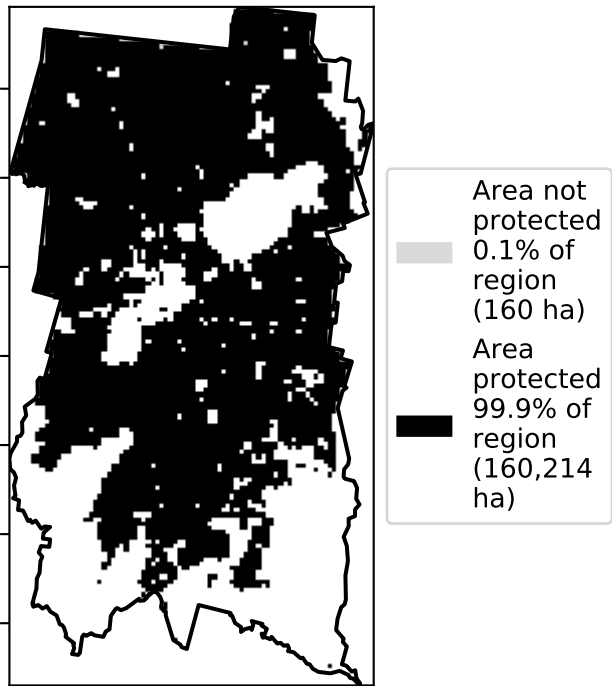 Area not
protected
0.1% of
region
(160 ha)
Area
protected
99.9% of
region
(160,214
ha)